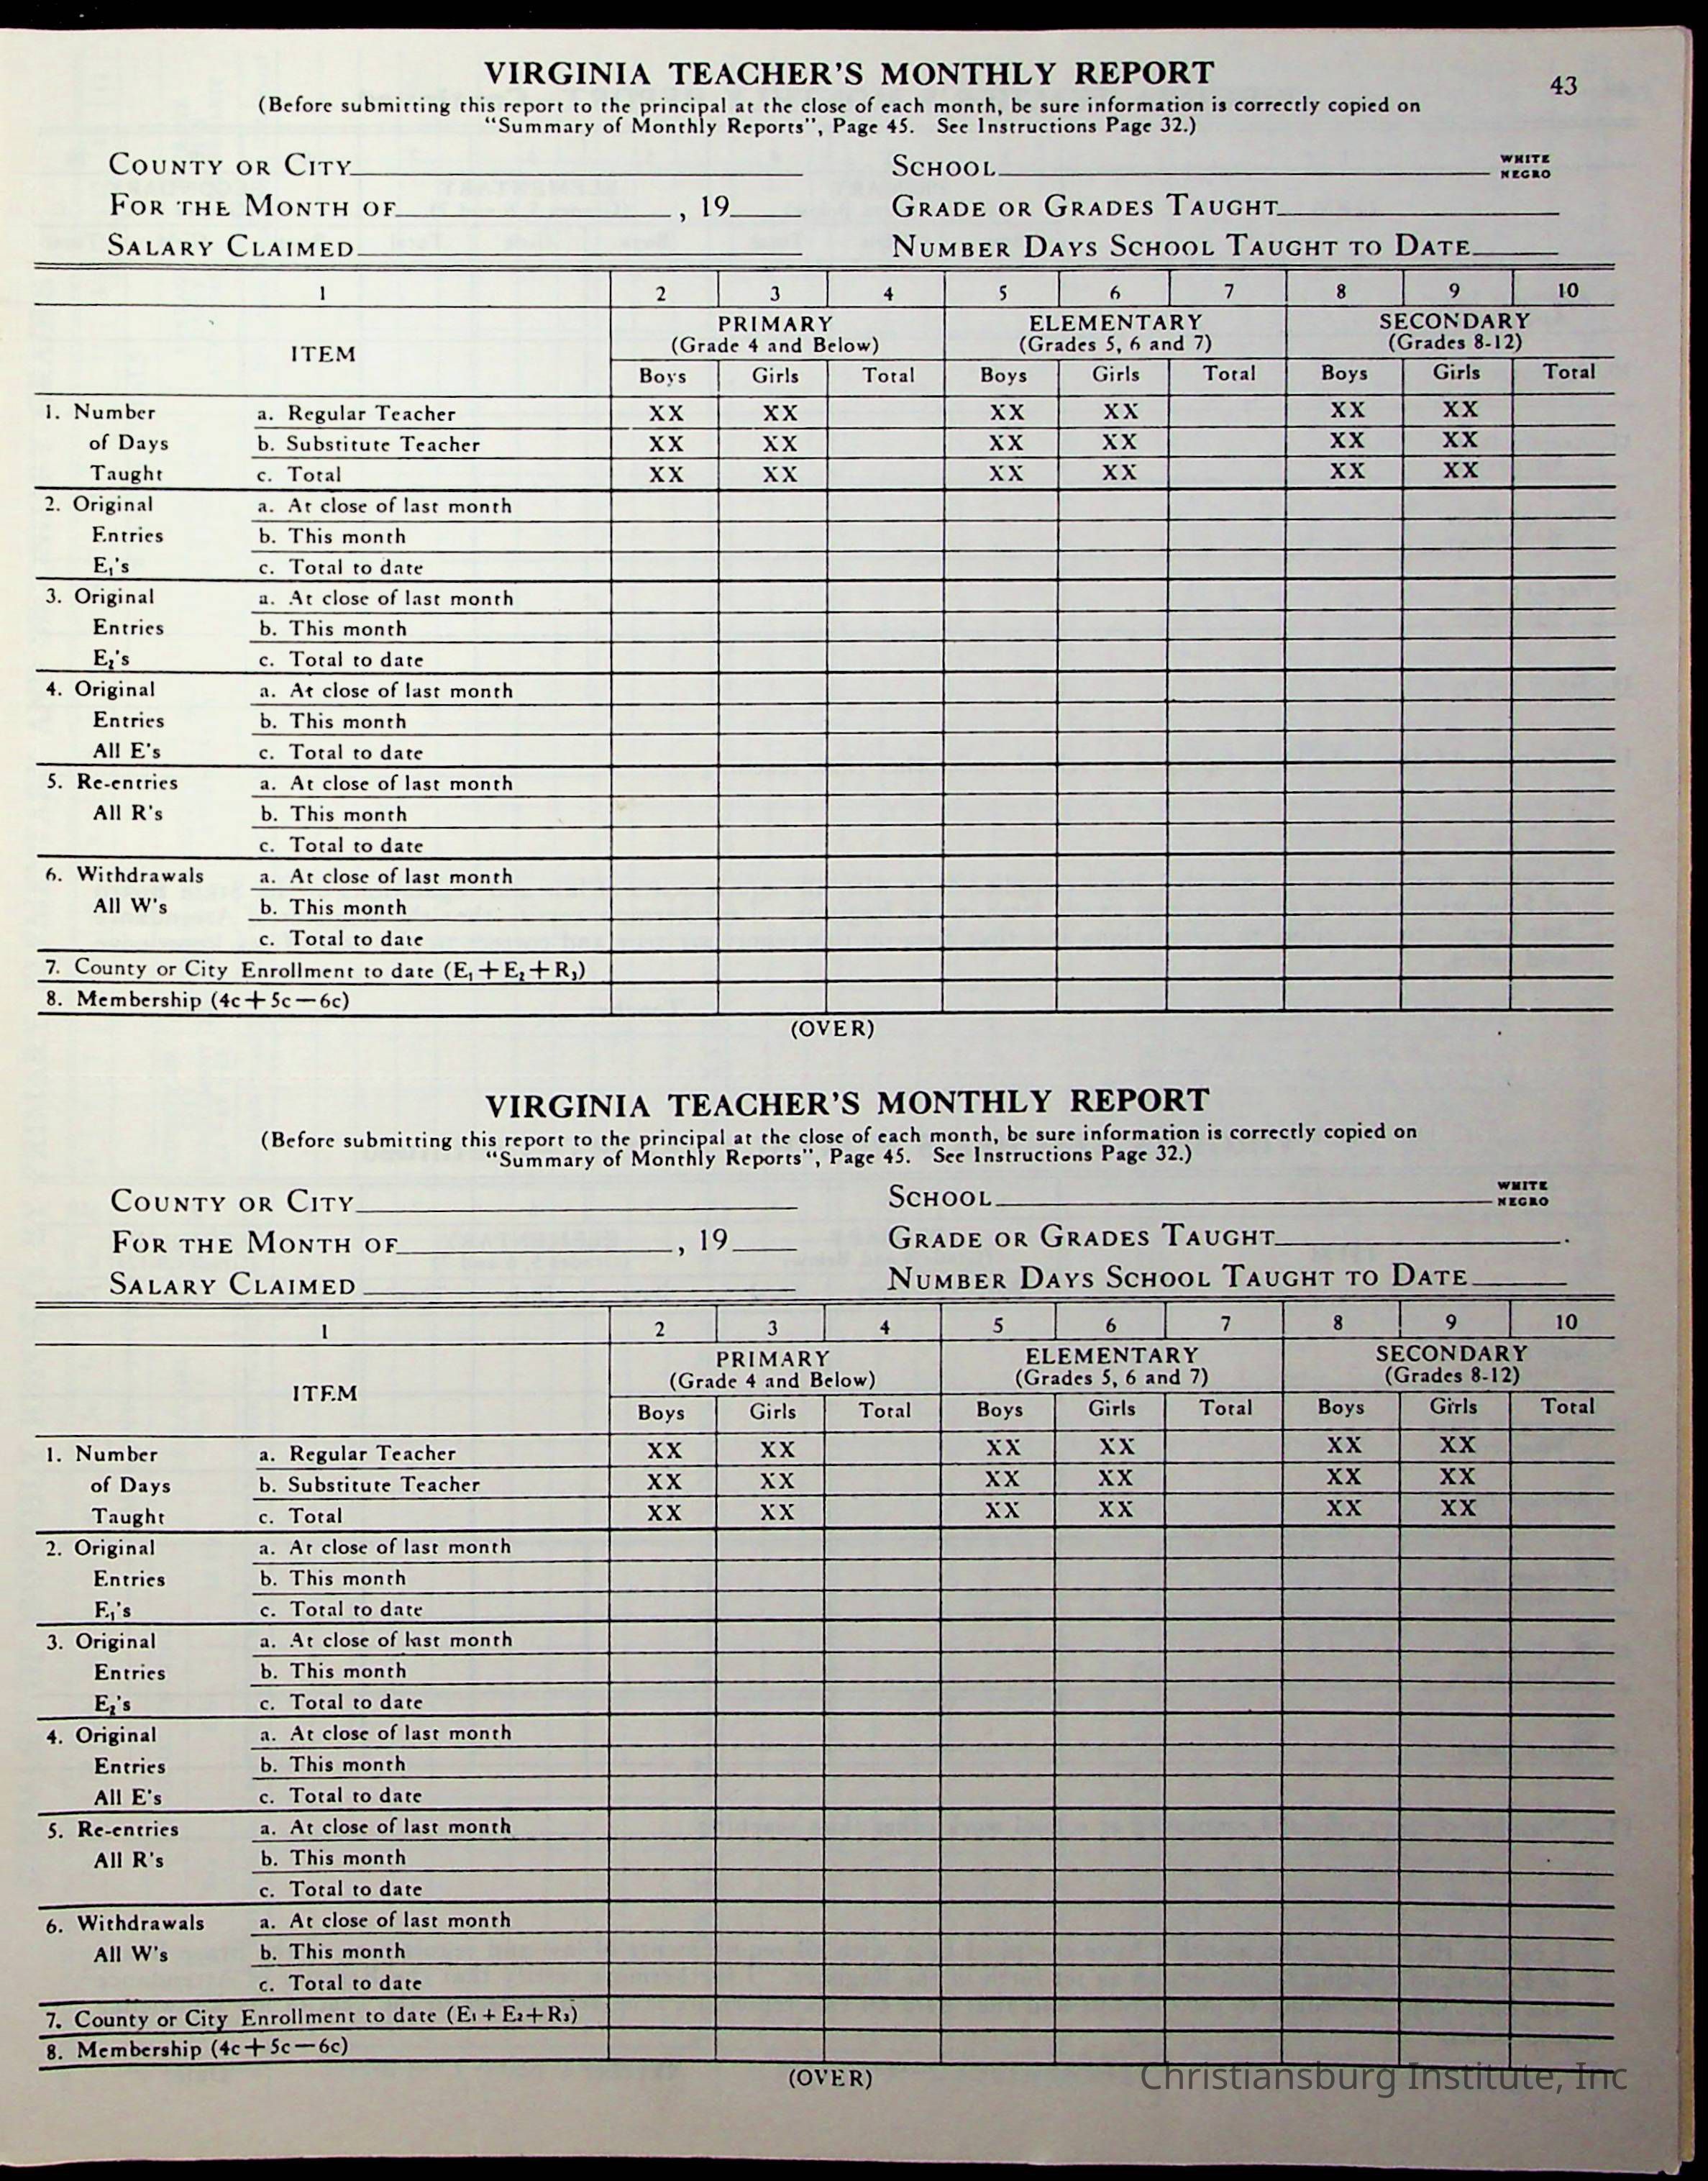 43
VIRGINIA TEACHER'S MONTHLY REPORT
(Before submitting this report to the principal at the close of each month, be sure information is correctly copied on
"Summary of Monthly Reports", Page 45. See Instructions Page 32.)
COUNTY OR CITY SCHOOL WHITE NEGRO
FOR THE MONTH OF , 19 GRADE OR GRADES TAUGHT
SALARY CLAIMED NUMBER DAYS SCHOOL TAUGHT TO DATE
1 2 3 4 5 6 7 8 9 10
ITEM PRIMARY ELEMENTARY SECONDARY
(Grade 4 and Below) (Grades 5, 6 and 7) (Grades 8-12)
Boys Girls Total Boys Girls Total Boys Girls Total
1. Number a. Regular Teacher XX XX XX XX XX XX
of Days b. Substitute Teacher XX XX XX XX XX XX
Taught c. Total XX XX XX XX XX XX
2. Original a. At close of last month
Entries b. This month
E₁'s c. Total to date
3. Original a. At close of last month
Entries b. This month
E₂'s c. Total to date
4. Original a. At close of last month
Entries b. This month
All E's c. Total to date
5. Re-entries a. At close of last month
All R's b. This month
c. Total to date
6. Withdrawals a. At close of last month
All W's b. This month
c. Total to date
7. County or City Enrollment to date (E₁+E₂+R₃)
8. Membership (4c+5c—6c)
(OVER)
VIRGINIA TEACHER'S MONTHLY REPORT
(Before submitting this report to the principal at the close of each month, be sure information is correctly copied on
"Summary of Monthly Reports", Page 45. See Instructions Page 32.)
COUNTY OR CITY SCHOOL WHITE NEGRO
FOR THE MONTH OF , 19 GRADE OR GRADES TAUGHT
SALARY CLAIMED NUMBER DAYS SCHOOL TAUGHT TO DATE
1 2 3 4 5 6 7 8 9 10
ITEM PRIMARY ELEMENTARY SECONDARY
(Grade 4 and Below) (Grades 5, 6 and 7) (Grades 8-12)
Boys Girls Total Boys Girls Total Boys Girls Total
1. Number a. Regular Teacher XX XX XX XX XX XX
of Days b. Substitute Teacher XX XX XX XX XX XX
Taught c. Total XX XX XX XX XX XX
2. Original a. At close of last month
Entries b. This month
E₁'s c. Total to date
3. Original a. At close of last month
Entries b. This month
E₂'s c. Total to date
4. Original a. At close of last month
Entries b. This month
All E's c. Total to date
5. Re-entries a. At close of last month
All R's b. This month
c. Total to date
6. Withdrawals a. At close of last month
All W's b. This month
c. Total to date
7. County or City Enrollment to date (E₁+E₂+R₃)
8. Membership (4c+5c—6c)
(OVER)
Christiansburg Institute, Inc